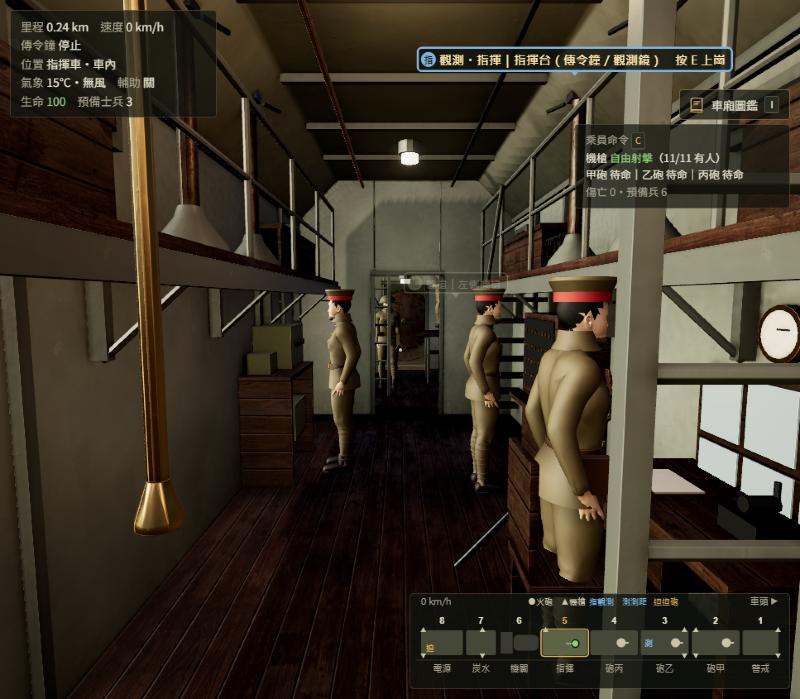 里程 0.24 km 速度 0 km/h
傳令鐘 停止
位置 指揮車・車內
氣象 15°C・無風 輔助 關
生命 100 預備士兵 3
指 觀測・指揮 | 指揮台 ( 傳令鐘 / 觀測鏡 ) 按 E 上崗
車廂圖鑑 I
乘員命令 C
機槍 自由射擊 (11/11 有人)
甲砲 待命 | 乙砲 待命 | 丙砲 待命
傷亡 0・預備兵 6
0 km/h ●火砲 ▲機槍 指觀測 測測距 迫迫砲 車頭 ▶
8 7 6 5 4 3 2 1
迫 測
電源 炭水 機關 指揮 砲丙 砲乙 砲甲 警戒